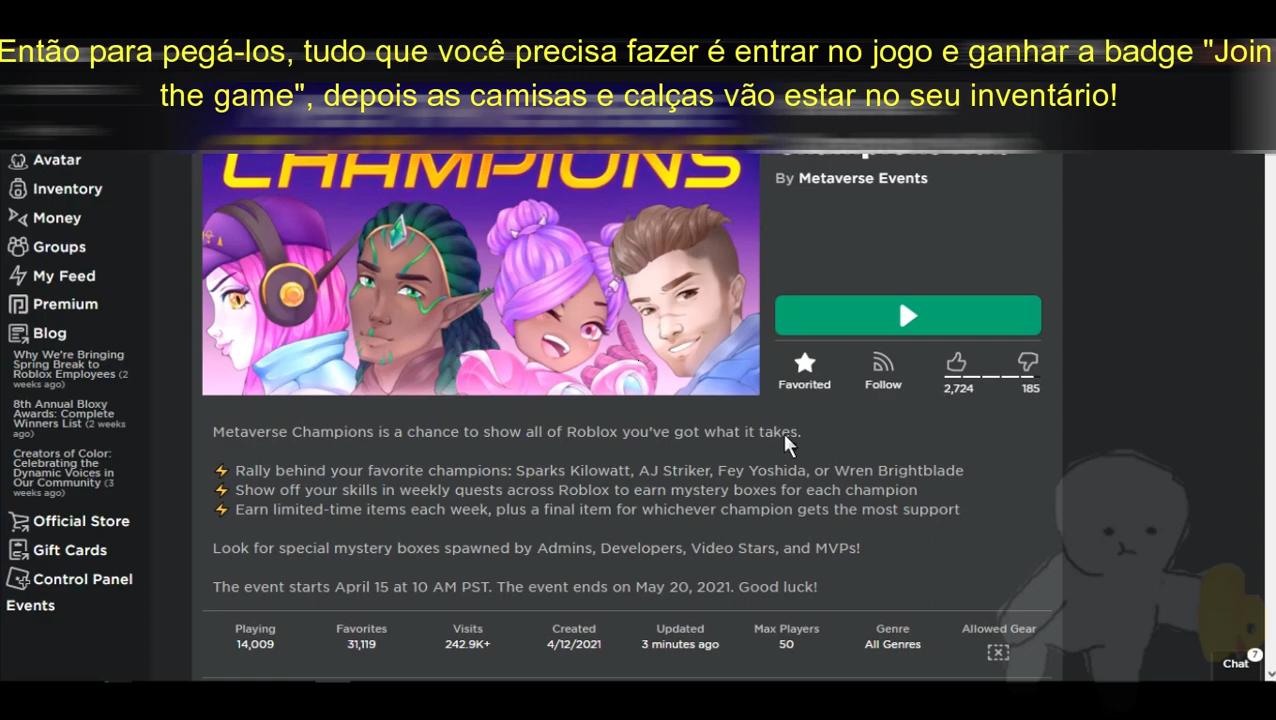 Então para pegá-los, tudo que você precisa fazer é entrar no jogo e ganhar a badge "Join
the game", depois as camisas e calças vão estar no seu inventário!
CHAMPIONS
By Metaverse Events
Avatar
Inventory
Money
Groups
My Feed
Premium
Blog
Why We're Bringing
Spring Break to
Roblox Employees (2
weeks ago)
8th Annual Bloxy
Awards: Complete
Winners List (2 weeks
ago)
Creators of Color:
Celebrating the
Dynamic Voices in
Our Community (3
weeks ago)
Official Store
Gift Cards
Control Panel
Events
Favorited
Follow
2,724
185
Metaverse Champions is a chance to show all of Roblox you've got what it takes.
⚡ Rally behind your favorite champions: Sparks Kilowatt, AJ Striker, Fey Yoshida, or Wren Brightblade
⚡ Show off your skills in weekly quests across Roblox to earn mystery boxes for each champion
⚡ Earn limited-time items each week, plus a final item for whichever champion gets the most support
Look for special mystery boxes spawned by Admins, Developers, Video Stars, and MVPs!
The event starts April 15 at 10 AM PST. The event ends on May 20, 2021. Good luck!
Playing Favorites Visits Created Updated Max Players Genre Allowed Gear
14,009 31,119 242.9K+ 4/12/2021 3 minutes ago 50 All Genres
Chat 7